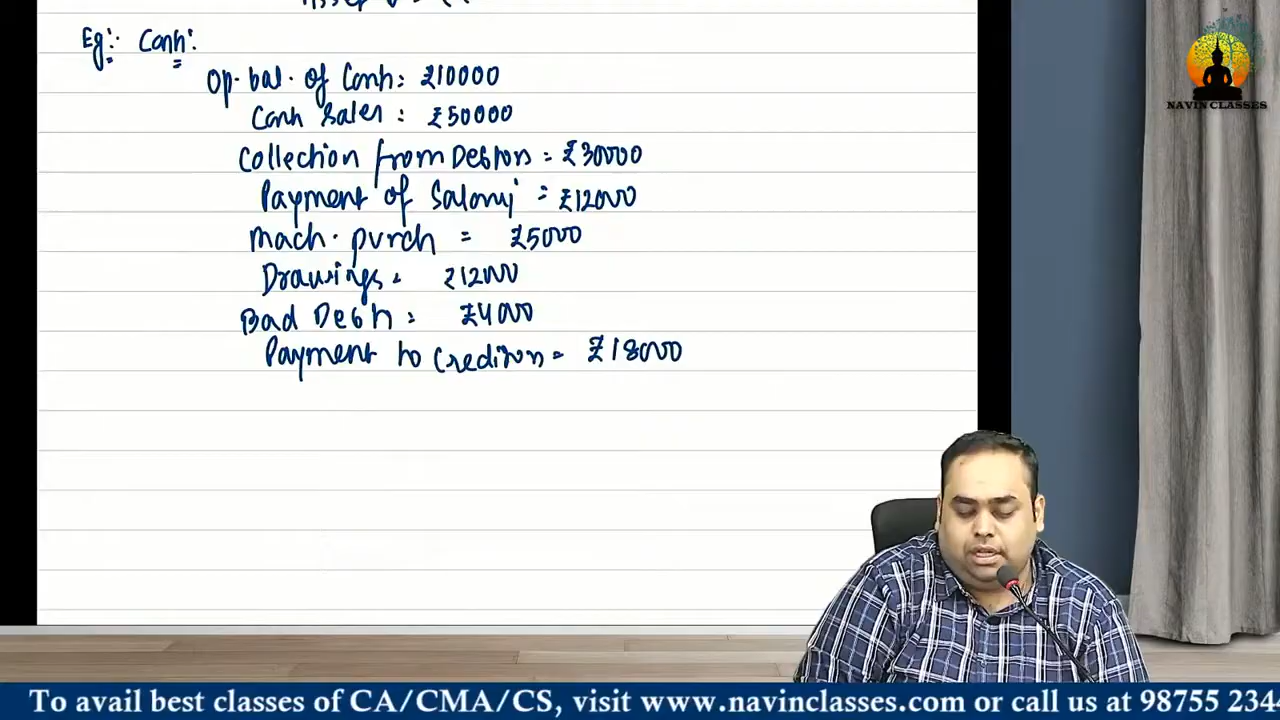 Eg:- Cash:
Op. bal. of Cash: ₹10000
Cash sales : ₹50000
Collection from Debtors = ₹30000
Payment of Salary = ₹12000
Mach. purch = ₹5000
Drawings = ₹12000
Bad Debts : ₹4000
Payment to Creditors = ₹18000
NAVIN CLASSES
To avail best classes of CA/CMA/CS, visit www.navinclasses.com or call us at 98755 234